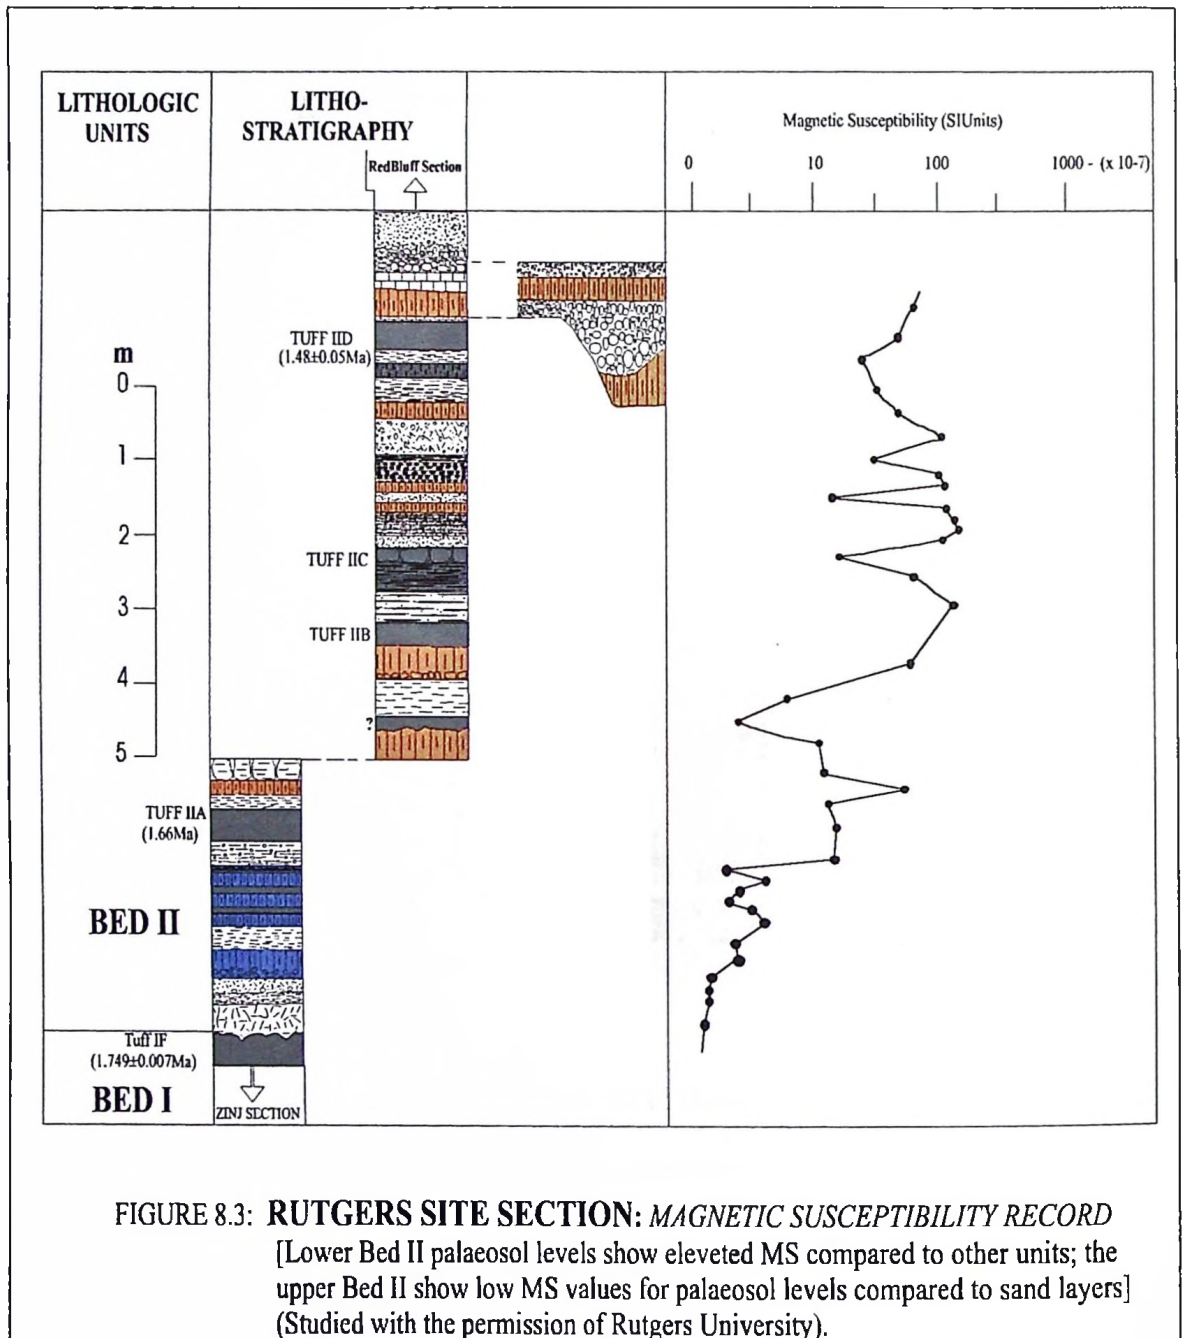 LITHOLOGIC
UNITS
LITHO-
STRATIGRAPHY
RedBluff Section
Magnetic Susceptibility (SIUnits)
0 10 100 1000 - (x 10-7)
TUFF IID
(1.48±0.05Ma)
m
0
1
2
3
4
5
TUFF IIC
TUFF IIB
?
TUFF IIA
(1.66Ma)
BED II
Tuff IF
(1.749±0.007Ma)
BED I
ZINJ SECTION
FIGURE 8.3: RUTGERS SITE SECTION: MAGNETIC SUSCEPTIBILITY RECORD
[Lower Bed II palaeosol levels show eleveted MS compared to other units; the
upper Bed II show low MS values for palaeosol levels compared to sand layers]
(Studied with the permission of Rutgers University).